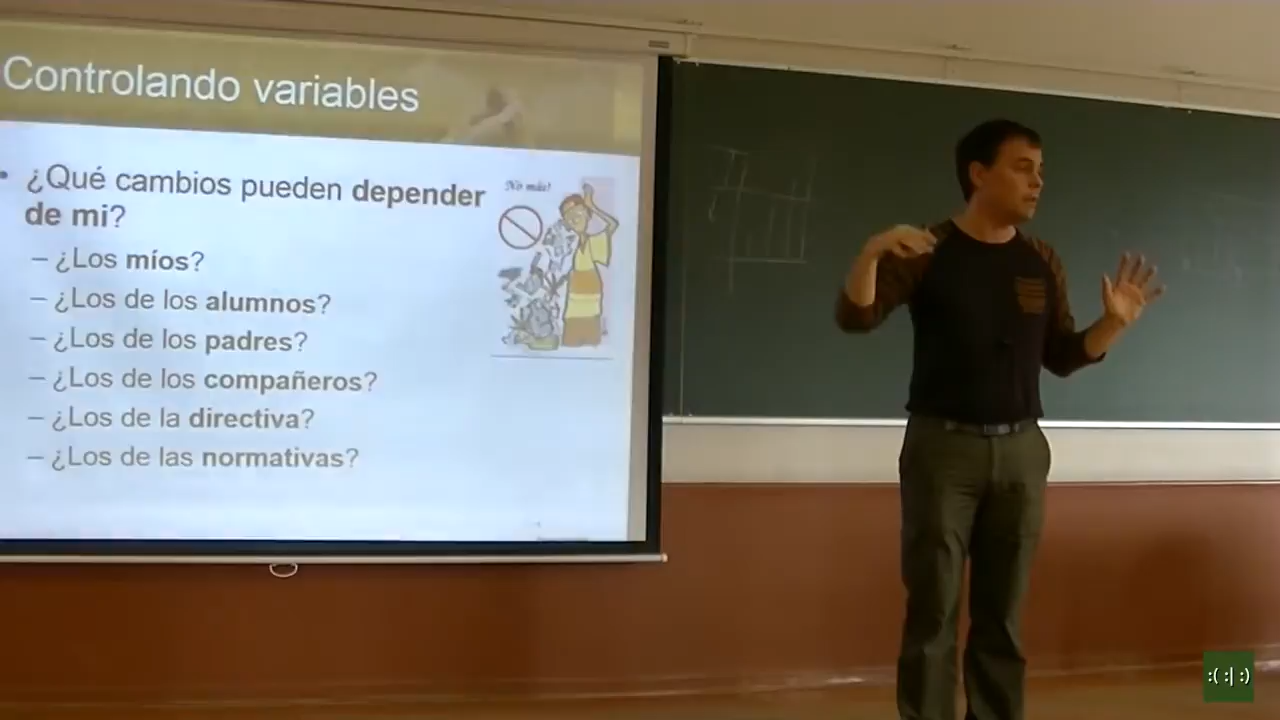 Controlando variables
• ¿Qué cambios pueden depender
de mi?
– ¿Los míos?
– ¿Los de los alumnos?
– ¿Los de los padres?
– ¿Los de los compañeros?
– ¿Los de la directiva?
– ¿Los de las normativas?
No más!
:( :| :)